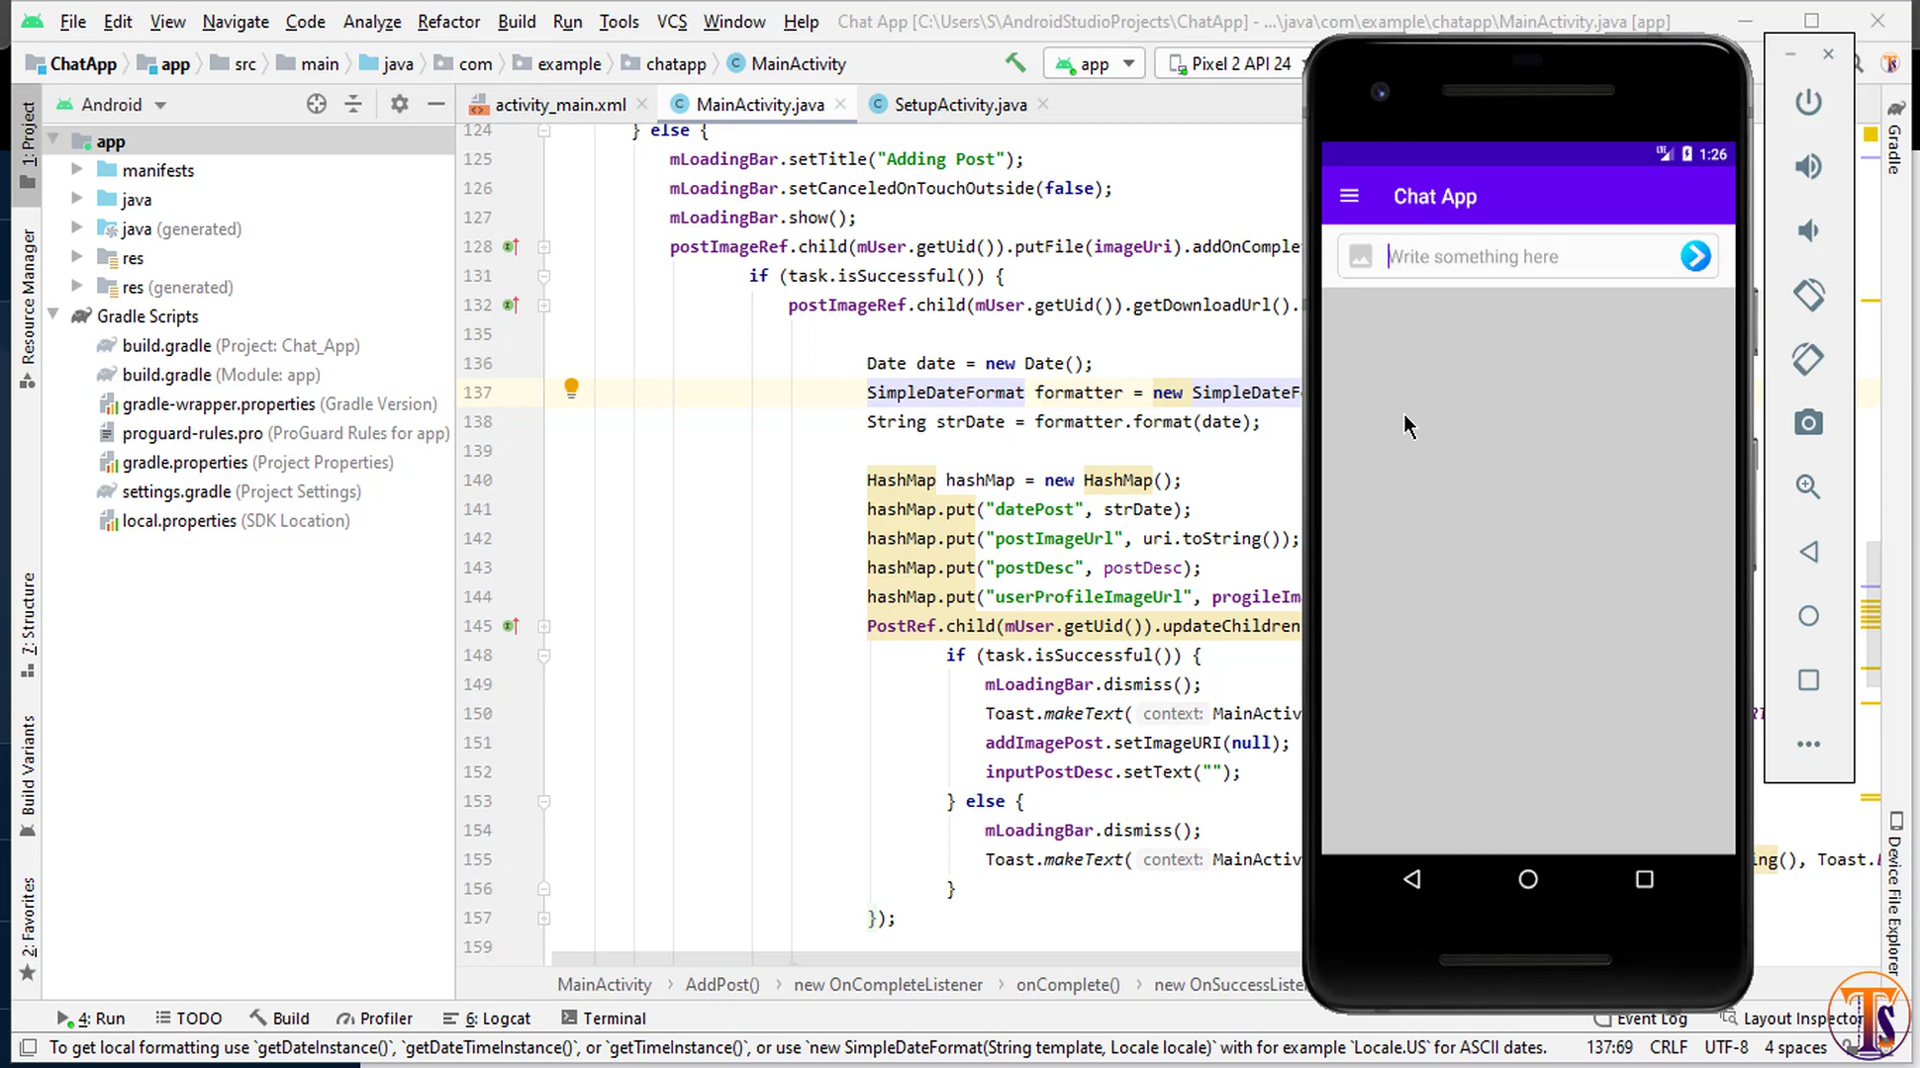 File Edit View Navigate Code Analyze Refactor Build Run Tools VCS Window Help Chat App [C:\Users\S\AndroidStudioProjects\ChatApp] - ...\java\com\example\chatapp\MainActivity.java [app]
ChatApp app src main java com example chatapp MainActivity app Pixel 2 API 24
Android activity_main.xml MainActivity.java SetupActivity.java
1: Project
Resource Manager
7: Structure
Build Variants
2: Favorites
app
manifests
java
java (generated)
res
res (generated)
Gradle Scripts
build.gradle (Project: Chat_App)
build.gradle (Module: app)
gradle-wrapper.properties (Gradle Version)
proguard-rules.pro (ProGuard Rules for app)
gradle.properties (Project Properties)
settings.gradle (Project Settings)
local.properties (SDK Location)
124 } else {
125 mLoadingBar.setTitle("Adding Post");
126 mLoadingBar.setCanceledOnTouchOutside(false);
127 mLoadingBar.show();
128 postImageRef.child(mUser.getUid()).putFile(imageUri).addOnComplet
131 if (task.isSuccessful()) {
132 postImageRef.child(mUser.getUid()).getDownloadUrl().
135
136 Date date = new Date();
137 SimpleDateFormat formatter = new SimpleDateF
138 String strDate = formatter.format(date);
139
140 HashMap hashMap = new HashMap();
141 hashMap.put("datePost", strDate);
142 hashMap.put("postImageUrl", uri.toString());
143 hashMap.put("postDesc", postDesc);
144 hashMap.put("userProfileImageUrl", progileIm
145 PostRef.child(mUser.getUid()).updateChildren
148 if (task.isSuccessful()) {
149 mLoadingBar.dismiss();
150 Toast.makeText( context: MainActiv
151 addImagePost.setImageURI(null);
152 inputPostDesc.setText("");
153 } else {
154 mLoadingBar.dismiss();
155 Toast.makeText( context: MainActiv ing(), Toast.
156 }
157 });
159
1:26
Chat App
Write something here
Gradle
Device File Explorer
MainActivity AddPost() new OnCompleteListener onComplete() new OnSuccessListe
4: Run TODO Build Profiler 6: Logcat Terminal Event Log Layout Inspector
To get local formatting use `getDateInstance()`, `getDateTimeInstance()`, or `getTimeInstance()`, or use `new SimpleDateFormat(String template, Locale locale)` with for example `Locale.US` for ASCII dates. 137:69 CRLF UTF-8 4 spaces
TS